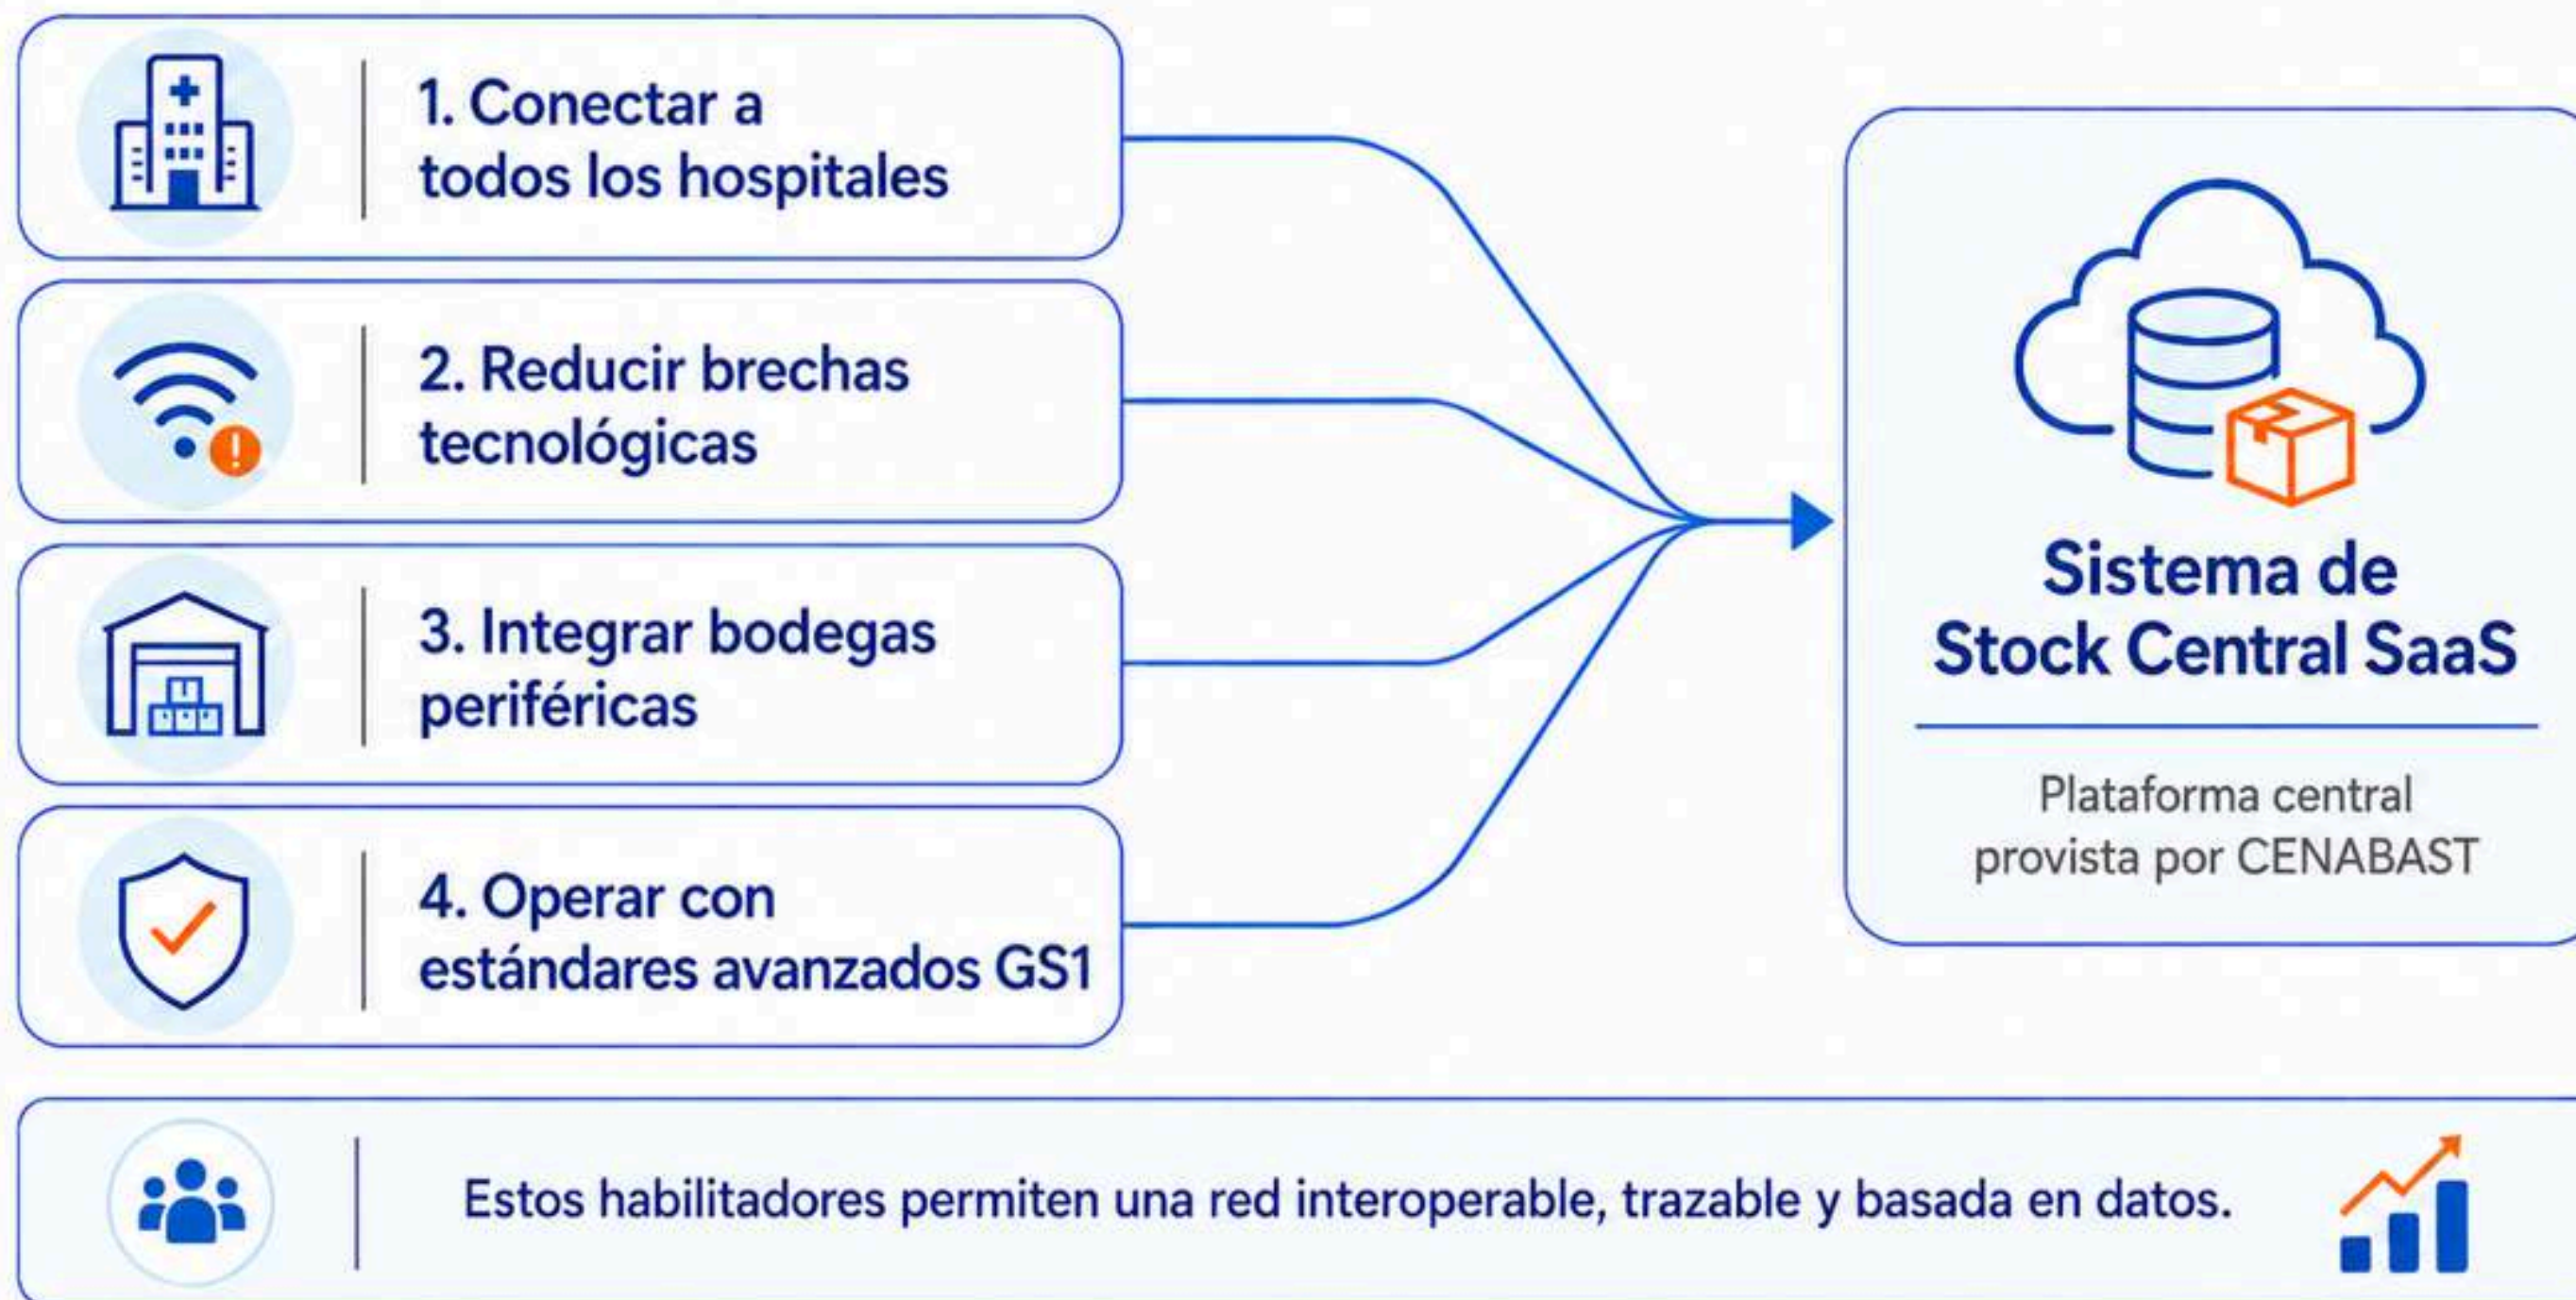 1. Conectar a
todos los hospitales
2. Reducir brechas
tecnológicas
3. Integrar bodegas
periféricas
4. Operar con
estándares avanzados GS1
Sistema de
Stock Central SaaS
Plataforma central
provista por CENABAST
Estos habilitadores permiten una red interoperable, trazable y basada en datos.